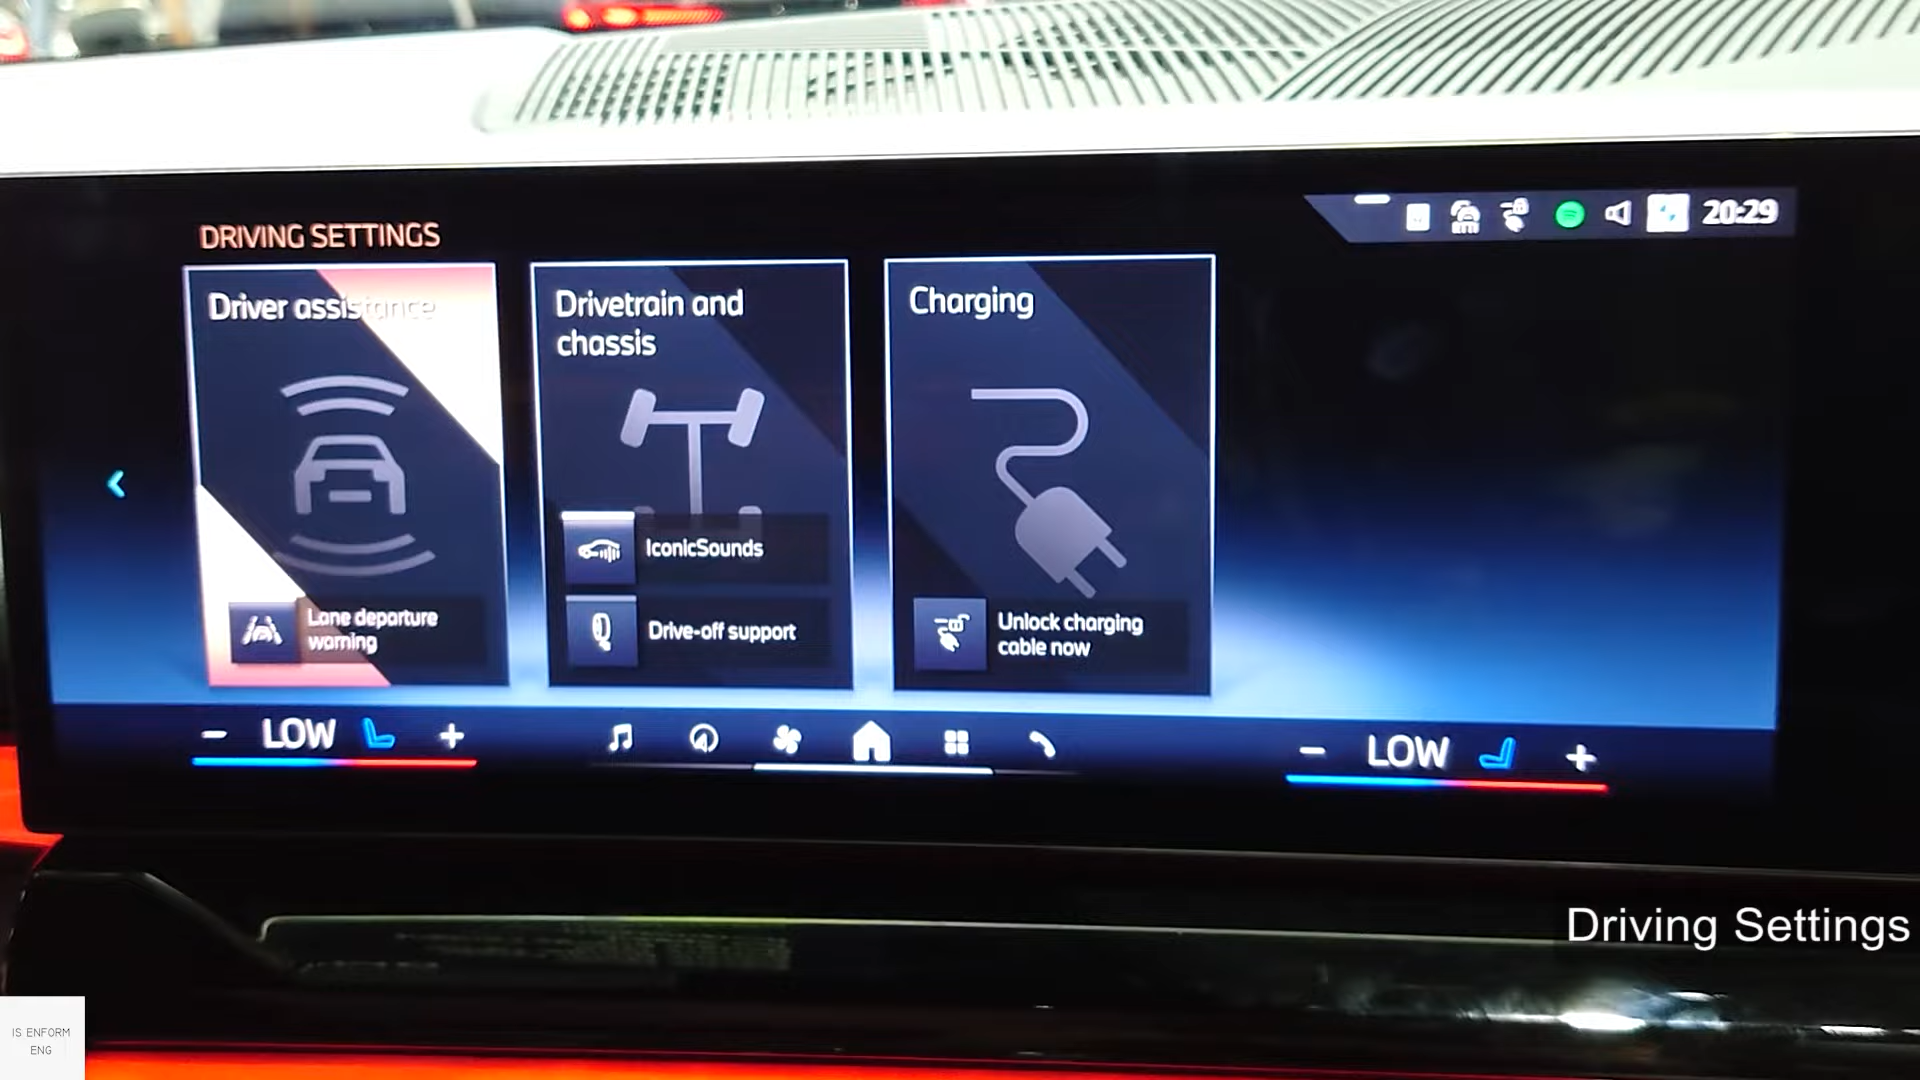 20:29
DRIVING SETTINGS
Driver assistance
Drivetrain and
chassis
Charging
IconicSounds
Lane departure
warning
Drive-off support
Unlock charging
cable now
LOW
LOW
Driving Settings
IS ENFORM
ENG